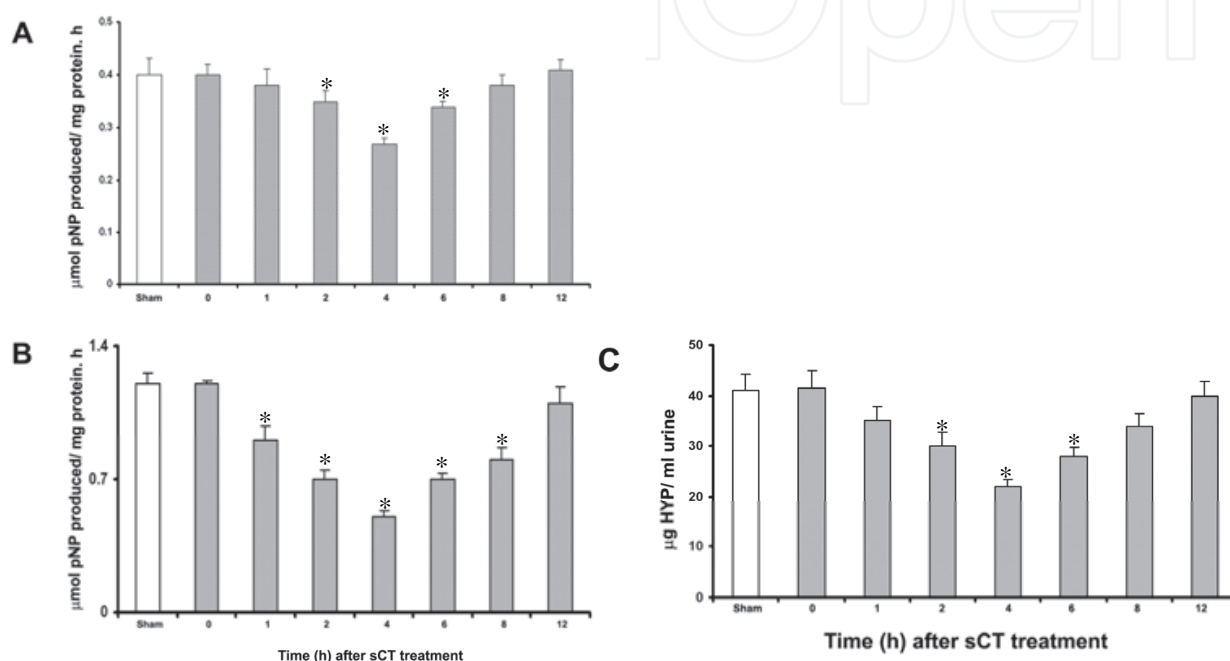 Open
A
μmol pNP produced/ mg protein. h
0.5
0.4
0.3
0.2
0.1
0
*
*
*
Sham 0 1 2 4 6 8 12
B
μmol pNP produced/ mg protein. h
1.4
0.7
0
*
*
*
*
*
Sham 0 1 2 4 6 8 12
Time (h) after sCT treatment
C
μg HYP/ ml urine
50
40
30
20
10
0
*
*
*
Sham 0 1 2 4 6 8 12
Time (h) after sCT treatment